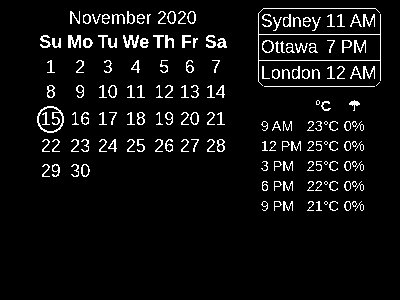 November 2020
Su Mo Tu We Th Fr Sa
1 2 3 4 5 6 7
8 9 10 11 12 13 14
15 16 17 18 19 20 21
22 23 24 25 26 27 28
29 30
Sydney 11 AM
Ottawa 7 PM
London 12 AM
°C
9 AM 23°C 0%
12 PM 25°C 0%
3 PM 25°C 0%
6 PM 22°C 0%
9 PM 21°C 0%